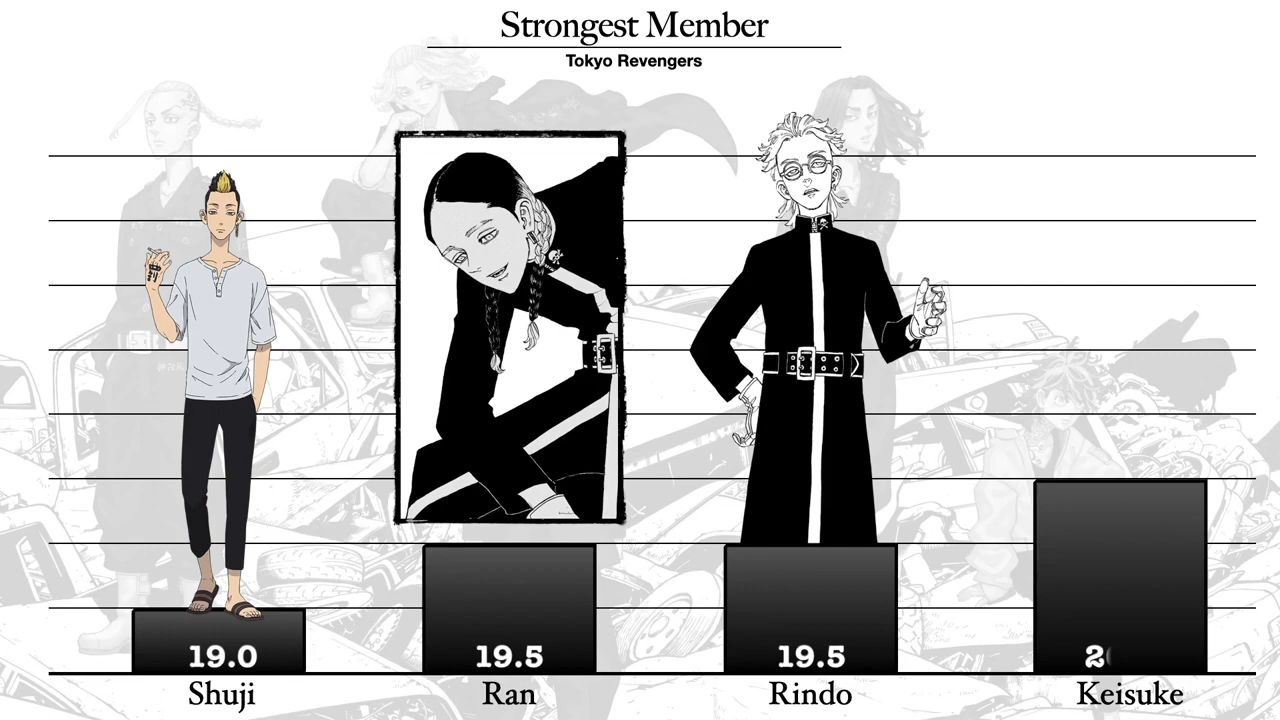 Strongest Member
Tokyo Revengers
19.0
19.5
19.5
Shuji
Ran
Rindo
Keisuke